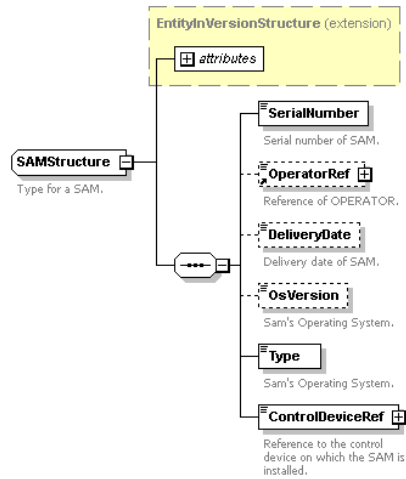 EntityInVersionStructure (extension)
attributes
SAMStructure
Type for a SAM.
SerialNumber
Serial number of SAM.
OperatorRef
Reference of OPERATOR.
DeliveryDate
Delivery date of SAM.
OsVersion
Sam's Operating System.
Type
Sam's Operating System.
ControlDeviceRef
Reference to the control
device on which the SAM is
installed.